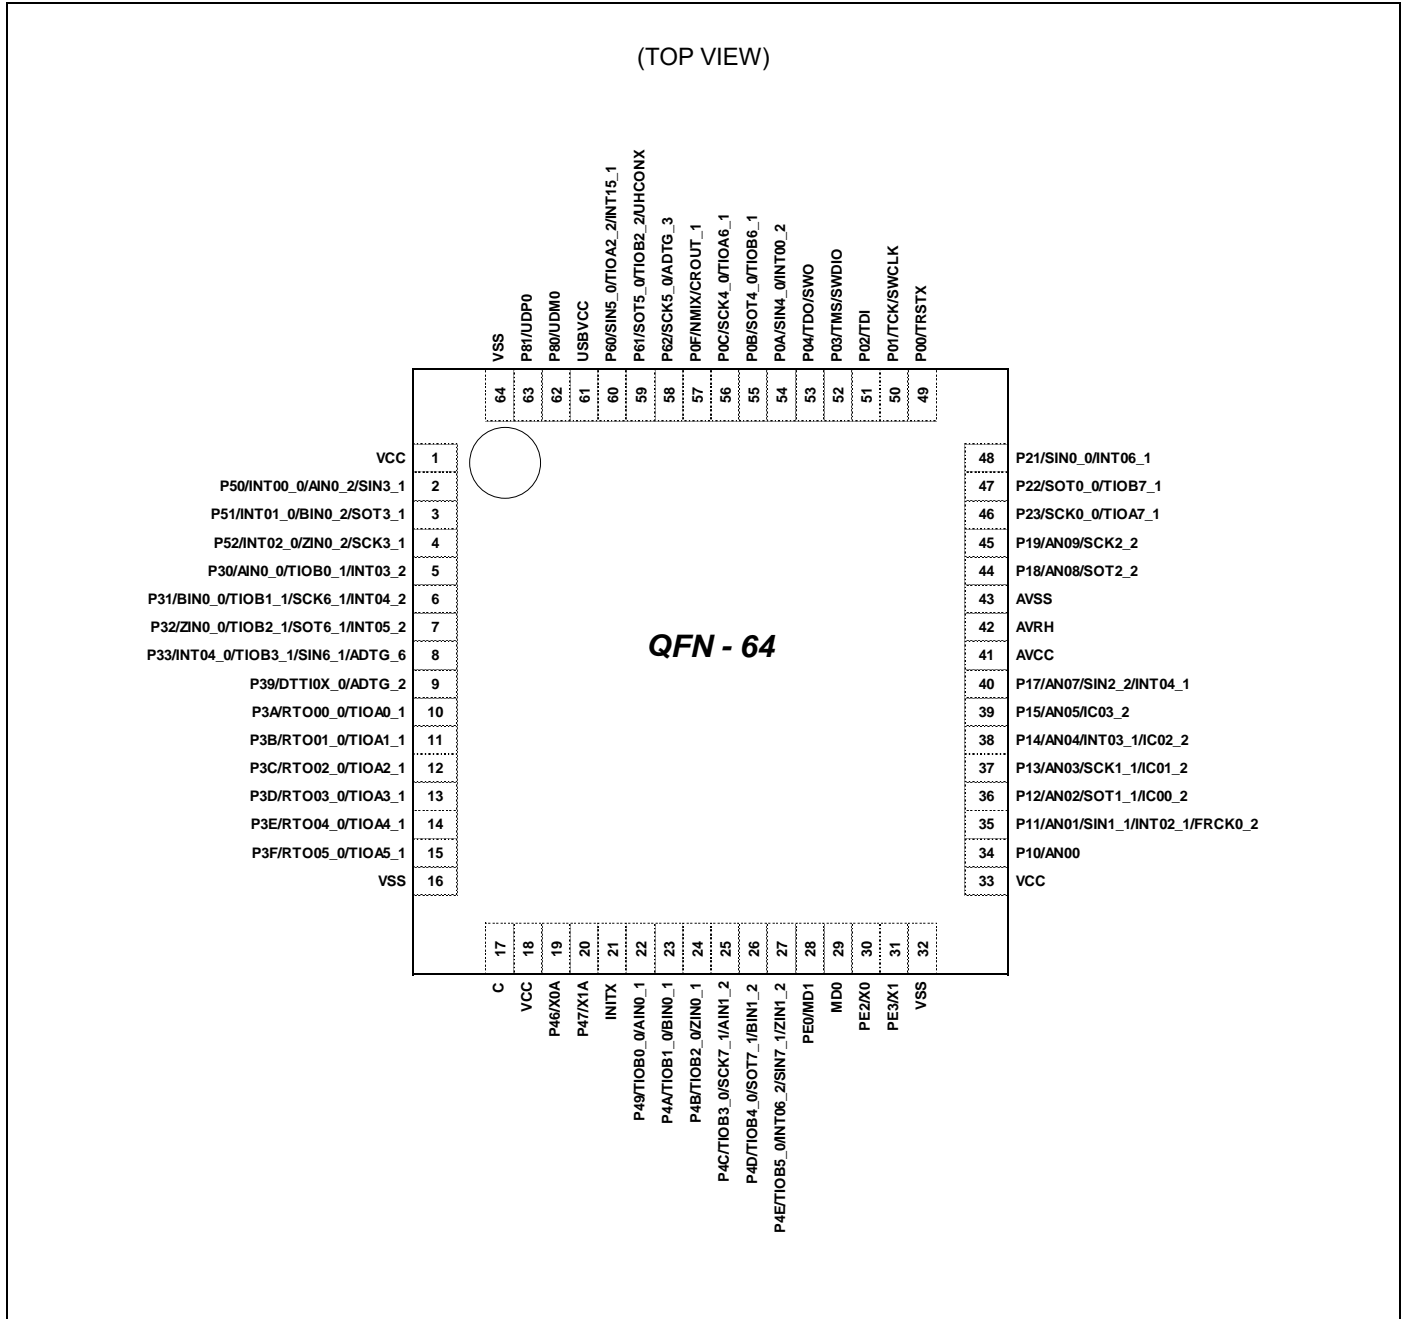 (TOP VIEW)
VSS
P81/UDP0
P80/UDM0
USBVCC
P60/SIN5_0/TIOA2_2/INT15_1
P61/SOT5_0/TIOB2_2/UHCONX
P62/SCK5_0/ADTG_3
P0F/NMIX/CROUT_1
P0C/SCK4_0/TIOA6_1
P0B/SOT4_0/TIOB6_1
P0A/SIN4_0/INT00_2
P04/TDO/SWO
P03/TMS/SWDIO
P02/TDI
P01/TCK/SWCLK
P00/TRSTX
64 63 62 61 60 59 58 57 56 55 54 53 52 51 50 49
VCC 1
P50/INT00_0/AIN0_2/SIN3_1 2
P51/INT01_0/BIN0_2/SOT3_1 3
P52/INT02_0/ZIN0_2/SCK3_1 4
P30/AIN0_0/TIOB0_1/INT03_2 5
P31/BIN0_0/TIOB1_1/SCK6_1/INT04_2 6
P32/ZIN0_0/TIOB2_1/SOT6_1/INT05_2 7
P33/INT04_0/TIOB3_1/SIN6_1/ADTG_6 8
P39/DTTI0X_0/ADTG_2 9
P3A/RTO00_0/TIOA0_1 10
P3B/RTO01_0/TIOA1_1 11
P3C/RTO02_0/TIOA2_1 12
P3D/RTO03_0/TIOA3_1 13
P3E/RTO04_0/TIOA4_1 14
P3F/RTO05_0/TIOA5_1 15
VSS 16
QFN - 64
48 P21/SIN0_0/INT06_1
47 P22/SOT0_0/TIOB7_1
46 P23/SCK0_0/TIOA7_1
45 P19/AN09/SCK2_2
44 P18/AN08/SOT2_2
43 AVSS
42 AVRH
41 AVCC
40 P17/AN07/SIN2_2/INT04_1
39 P15/AN05/IC03_2
38 P14/AN04/INT03_1/IC02_2
37 P13/AN03/SCK1_1/IC01_2
36 P12/AN02/SOT1_1/IC00_2
35 P11/AN01/SIN1_1/INT02_1/FRCK0_2
34 P10/AN00
33 VCC
17 18 19 20 21 22 23 24 25 26 27 28 29 30 31 32
C
VCC
P46/X0A
P47/X1A
INITX
P49/TIOB0_0/AIN0_1
P4A/TIOB1_0/BIN0_1
P4B/TIOB2_0/ZIN0_1
P4C/TIOB3_0/SCK7_1/AIN1_2
P4D/TIOB4_0/SOT7_1/BIN1_2
P4E/TIOB5_0/INT06_2/SIN7_1/ZIN1_2
PE0/MD1
MD0
PE2/X0
PE3/X1
VSS